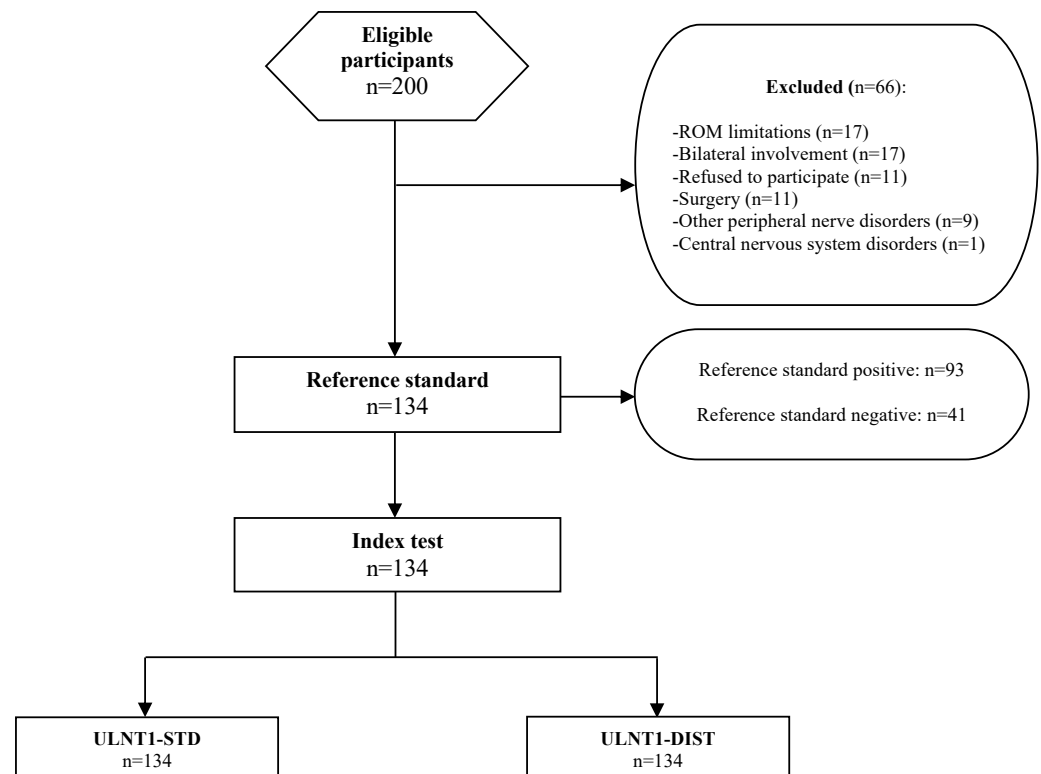 Eligible
participants
n=200
Excluded (n=66):
-ROM limitations (n=17)
-Bilateral involvement (n=17)
-Refused to participate (n=11)
-Surgery (n=11)
-Other peripheral nerve disorders (n=9)
-Central nervous system disorders (n=1)
Reference standard
n=134
Reference standard positive: n=93
Reference standard negative: n=41
Index test
n=134
ULNT1-STD
n=134
ULNT1-DIST
n=134